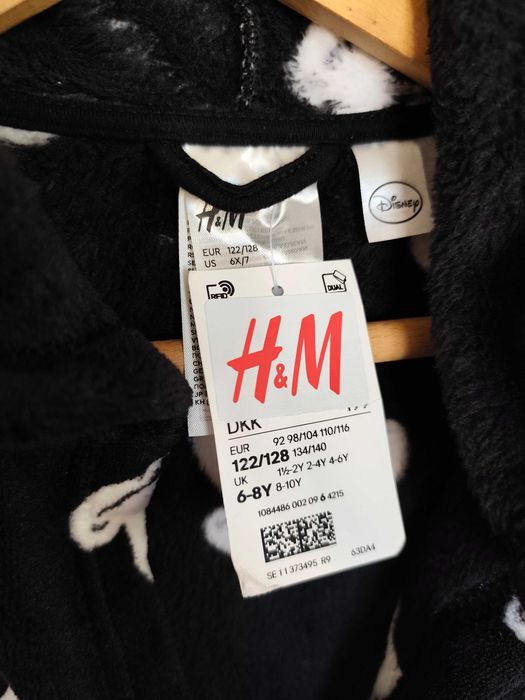 H&M
EUR 122/128
US 6X/7
Disney
RFID
DUAL
H&M
DKK
EUR 92 98/104 110/116
122/128 134/140
UK 1½-2Y 2-4Y 4-6Y
6-8Y 8-10Y
1084486 002 09 6 4215
63DA4
SE 11 373495 R9